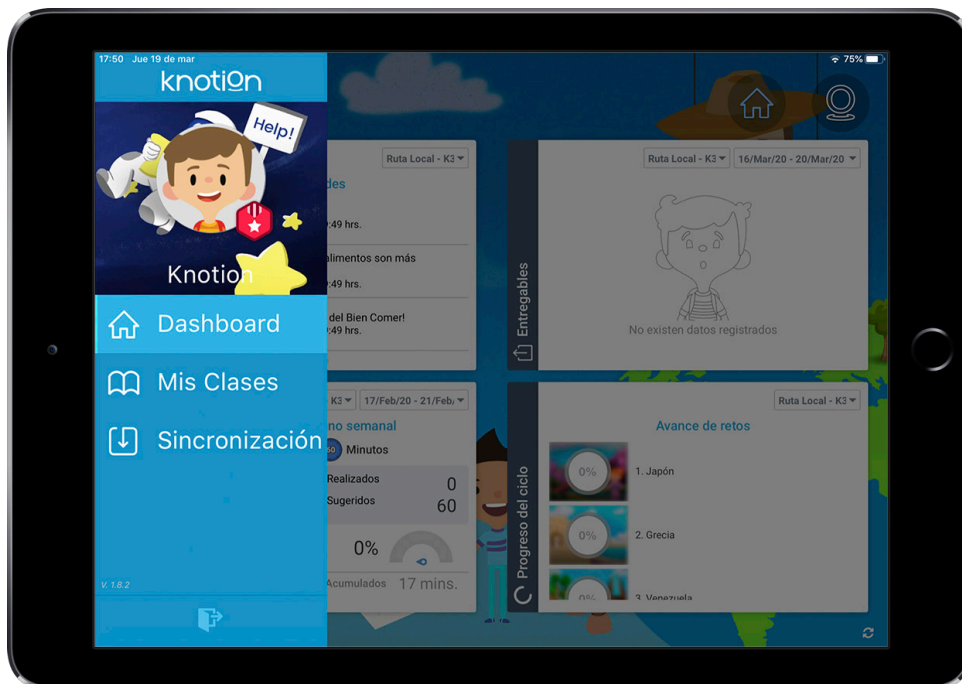 17:50 Jue 19 de mar
75%
knotion
Help!
Knotion
Dashboard
Mis Clases
Sincronización
V. 1.8.2
Ruta Local - K3
des
:49 hrs.
alimentos son más
:49 hrs.
del Bien Comer!
:49 hrs.
Entregables
Ruta Local - K3
16/Mar/20 - 20/Mar/20
No existen datos registrados
K3
17/Feb/20 - 21/Feb/
no semanal
60 Minutos
Realizados 0
Sugeridos 60
0%
Acumulados 17 mins.
Progreso del ciclo
Ruta Local - K3
Avance de retos
0% 1. Japón
0% 2. Grecia
0% 3. Venezuela